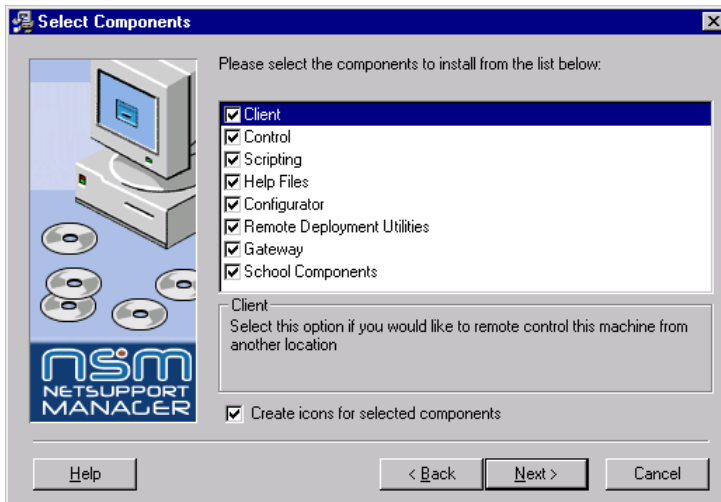 Select Components
Please select the components to install from the list below:
Client
Control
Scripting
Help Files
Configurator
Remote Deployment Utilities
Gateway
School Components
Client
Select this option if you would like to remote control this machine from
another location
nsm
NETSUPPORT
MANAGER
Create icons for selected components
Help
< Back
Next >
Cancel